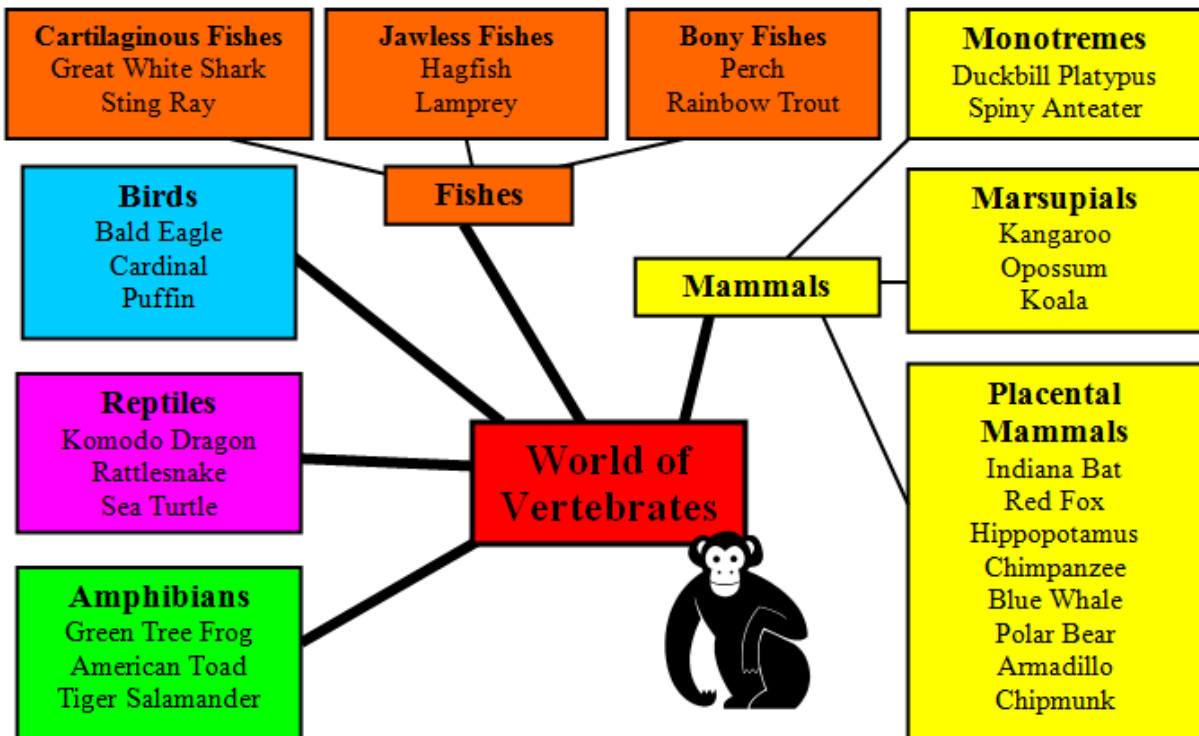 Cartilaginous Fishes
Great White Shark
Sting Ray
Jawless Fishes
Hagfish
Lamprey
Bony Fishes
Perch
Rainbow Trout
Monotremes
Duckbill Platypus
Spiny Anteater
Birds
Bald Eagle
Cardinal
Puffin
Fishes
Marsupials
Kangaroo
Opossum
Koala
Mammals
Reptiles
Komodo Dragon
Rattlesnake
Sea Turtle
World of
Vertebrates
Placental
Mammals
Indiana Bat
Red Fox
Hippopotamus
Chimpanzee
Blue Whale
Polar Bear
Armadillo
Chipmunk
Amphibians
Green Tree Frog
American Toad
Tiger Salamander